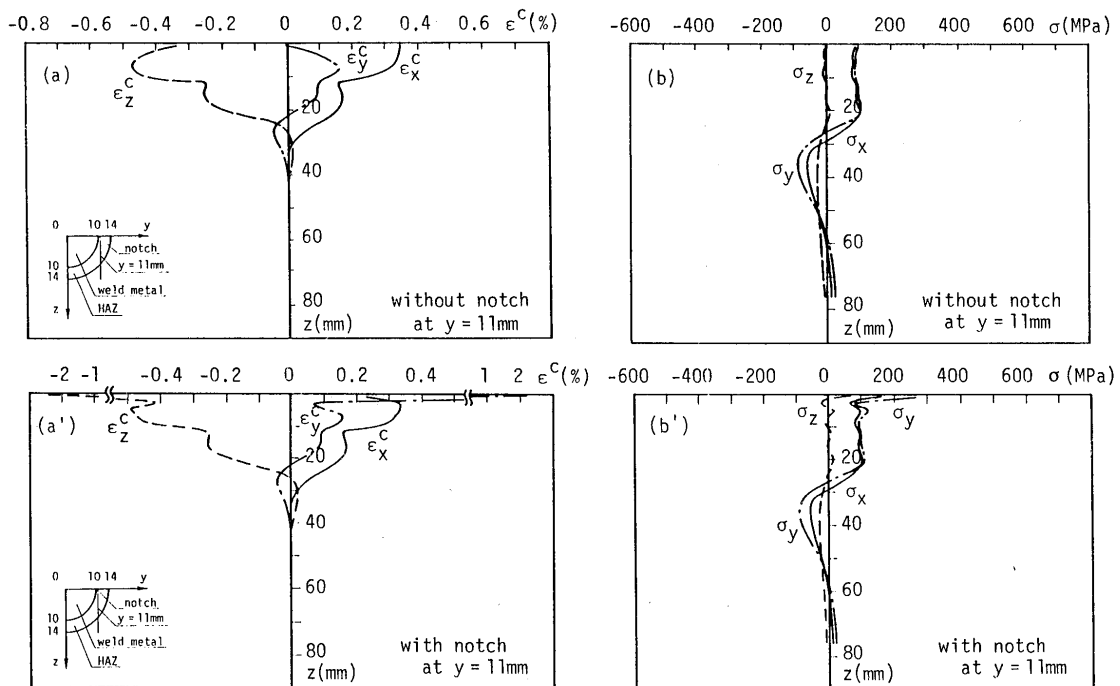 -0.8 -0.6 -0.4 -0.2 0 0.2 0.4 εᶜ(%)
(a)
ε_z^c
ε_y^c
ε_x^c
20
40
60
80
z(mm)
0 10 14 y
notch
y = 11mm
10
14
weld metal
HAZ
z
without notch
at y = 11mm
-600 -400 -200 0 200 400 600 σ(MPa)
(b)
σ_z
σ_x
σ_y
20
40
60
80
z(mm)
without notch
at y = 11mm
-2 -1 -0.4 -0.2 0 0.2 1 2 εᶜ(%)
(a')
ε_z^c
ε_y^c
ε_x^c
20
40
60
80
z(mm)
0 10 14 y
notch
y = 11mm
10
14
weld metal
HAZ
z
with notch
at y = 11mm
-600 -400 -200 0 200 400 600 σ (MPa)
(b')
σ_z
σ_y
σ_x
σ_y
20
40
60
80
z(mm)
with notch
at y = 11mm